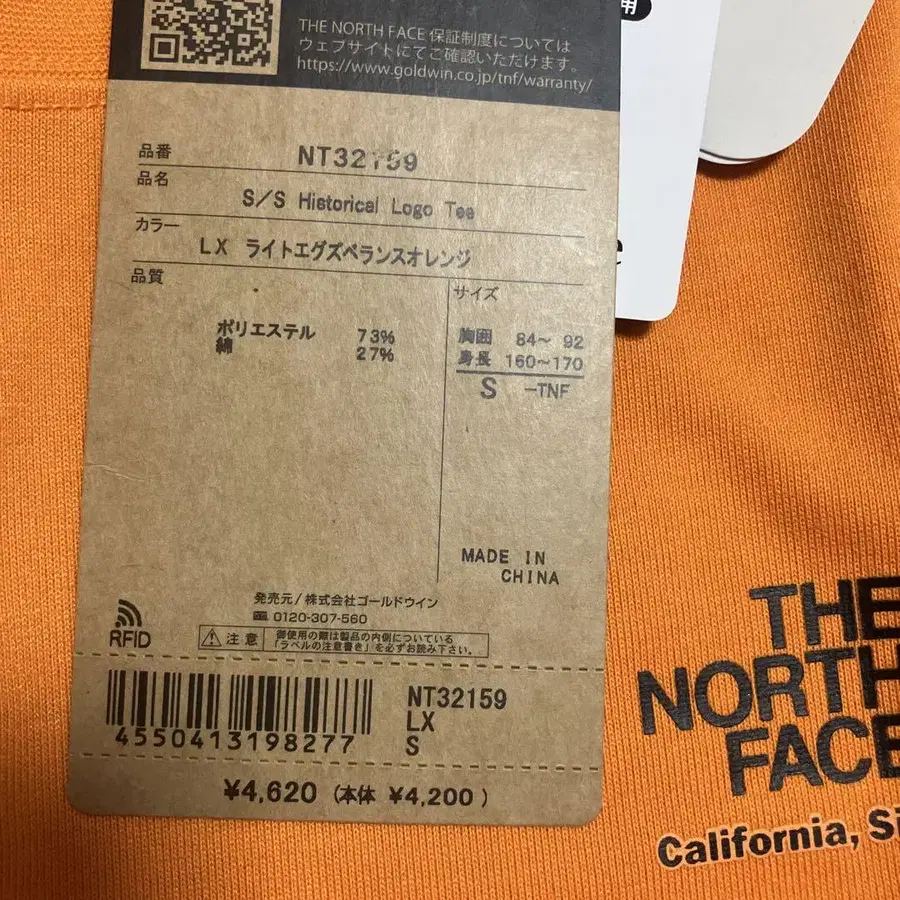 用
THE NORTH FACE 保証制度については
ウェブサイトにてご確認いただけます。
https://www.goldwin.co.jp/tnf/warranty/
品番 NT32159
品名
S/S Historical Logo Tee
カラー
LX ライトエグズベランスオレンジ
品質
サイズ
ポリエステル 73%
綿 27%
胸囲 84~ 92
身長 160~170
S -TNF
MADE IN
CHINA
発売元/株式会社ゴールドウイン
0120-307-560
RFID
注意
御使用の際は製品の内側についている
「ラベルの注意書き」を必ずお読み下さい。
4550413198277
NT32159
LX
S
¥4,620 (本体 ¥4,200 )
THE
NORTH
FACE
California, Si